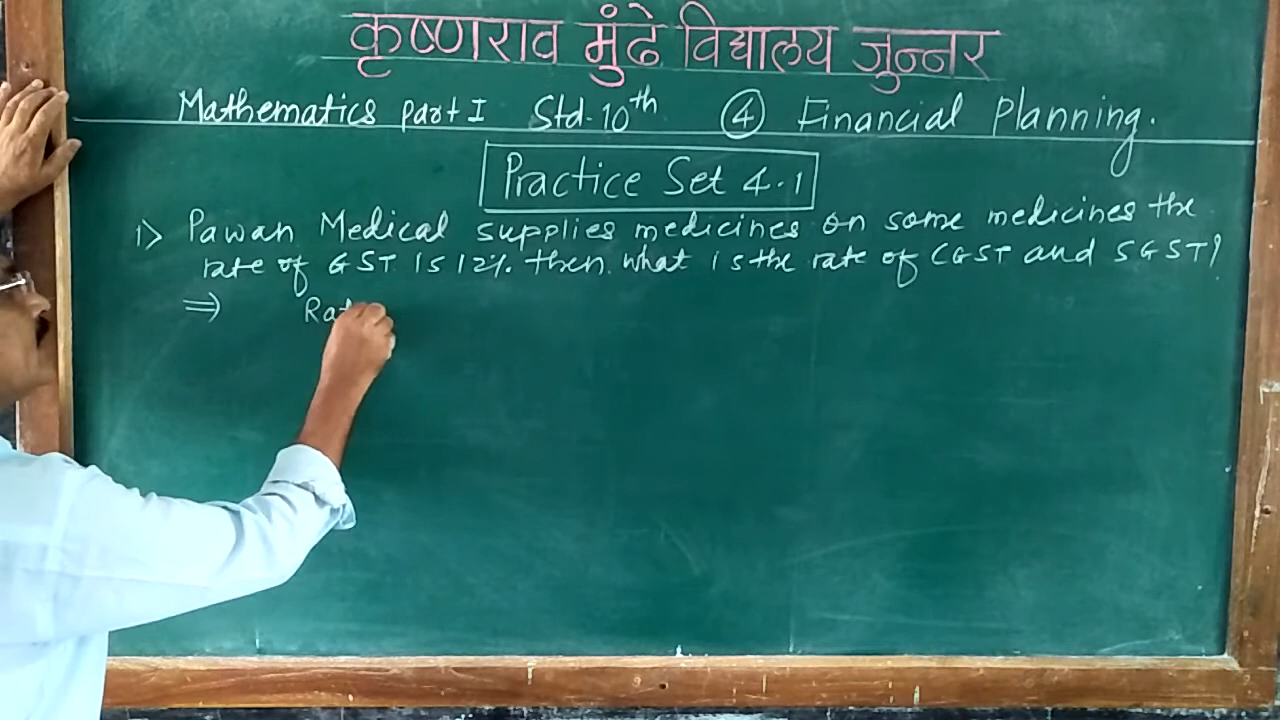 कृष्णराव मुंढे विद्यालय जुन्नर
Mathematics part I Std. 10th ④ Financial planning.
Practice Set 4.1
1) Pawan Medical supplies medicines on some medicines the
rate of GST is 12%. then what is the rate of CGST and SGST?
⇒ Rat